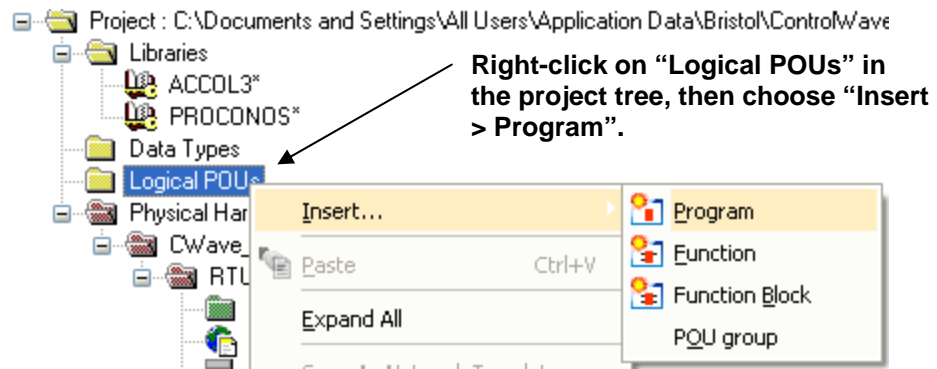 Project : C:\Documents and Settings\All Users\Application Data\Bristol\ControlWave
Libraries
ACCOL3*
PROCONOS*
Right-click on “Logical POUs” in
the project tree, then choose “Insert
> Program”.
Data Types
Logical POUs
Physical Har
CWave_
RTU
Insert...
Paste Ctrl+V
Expand All
Program
Function
Function Block
POU group